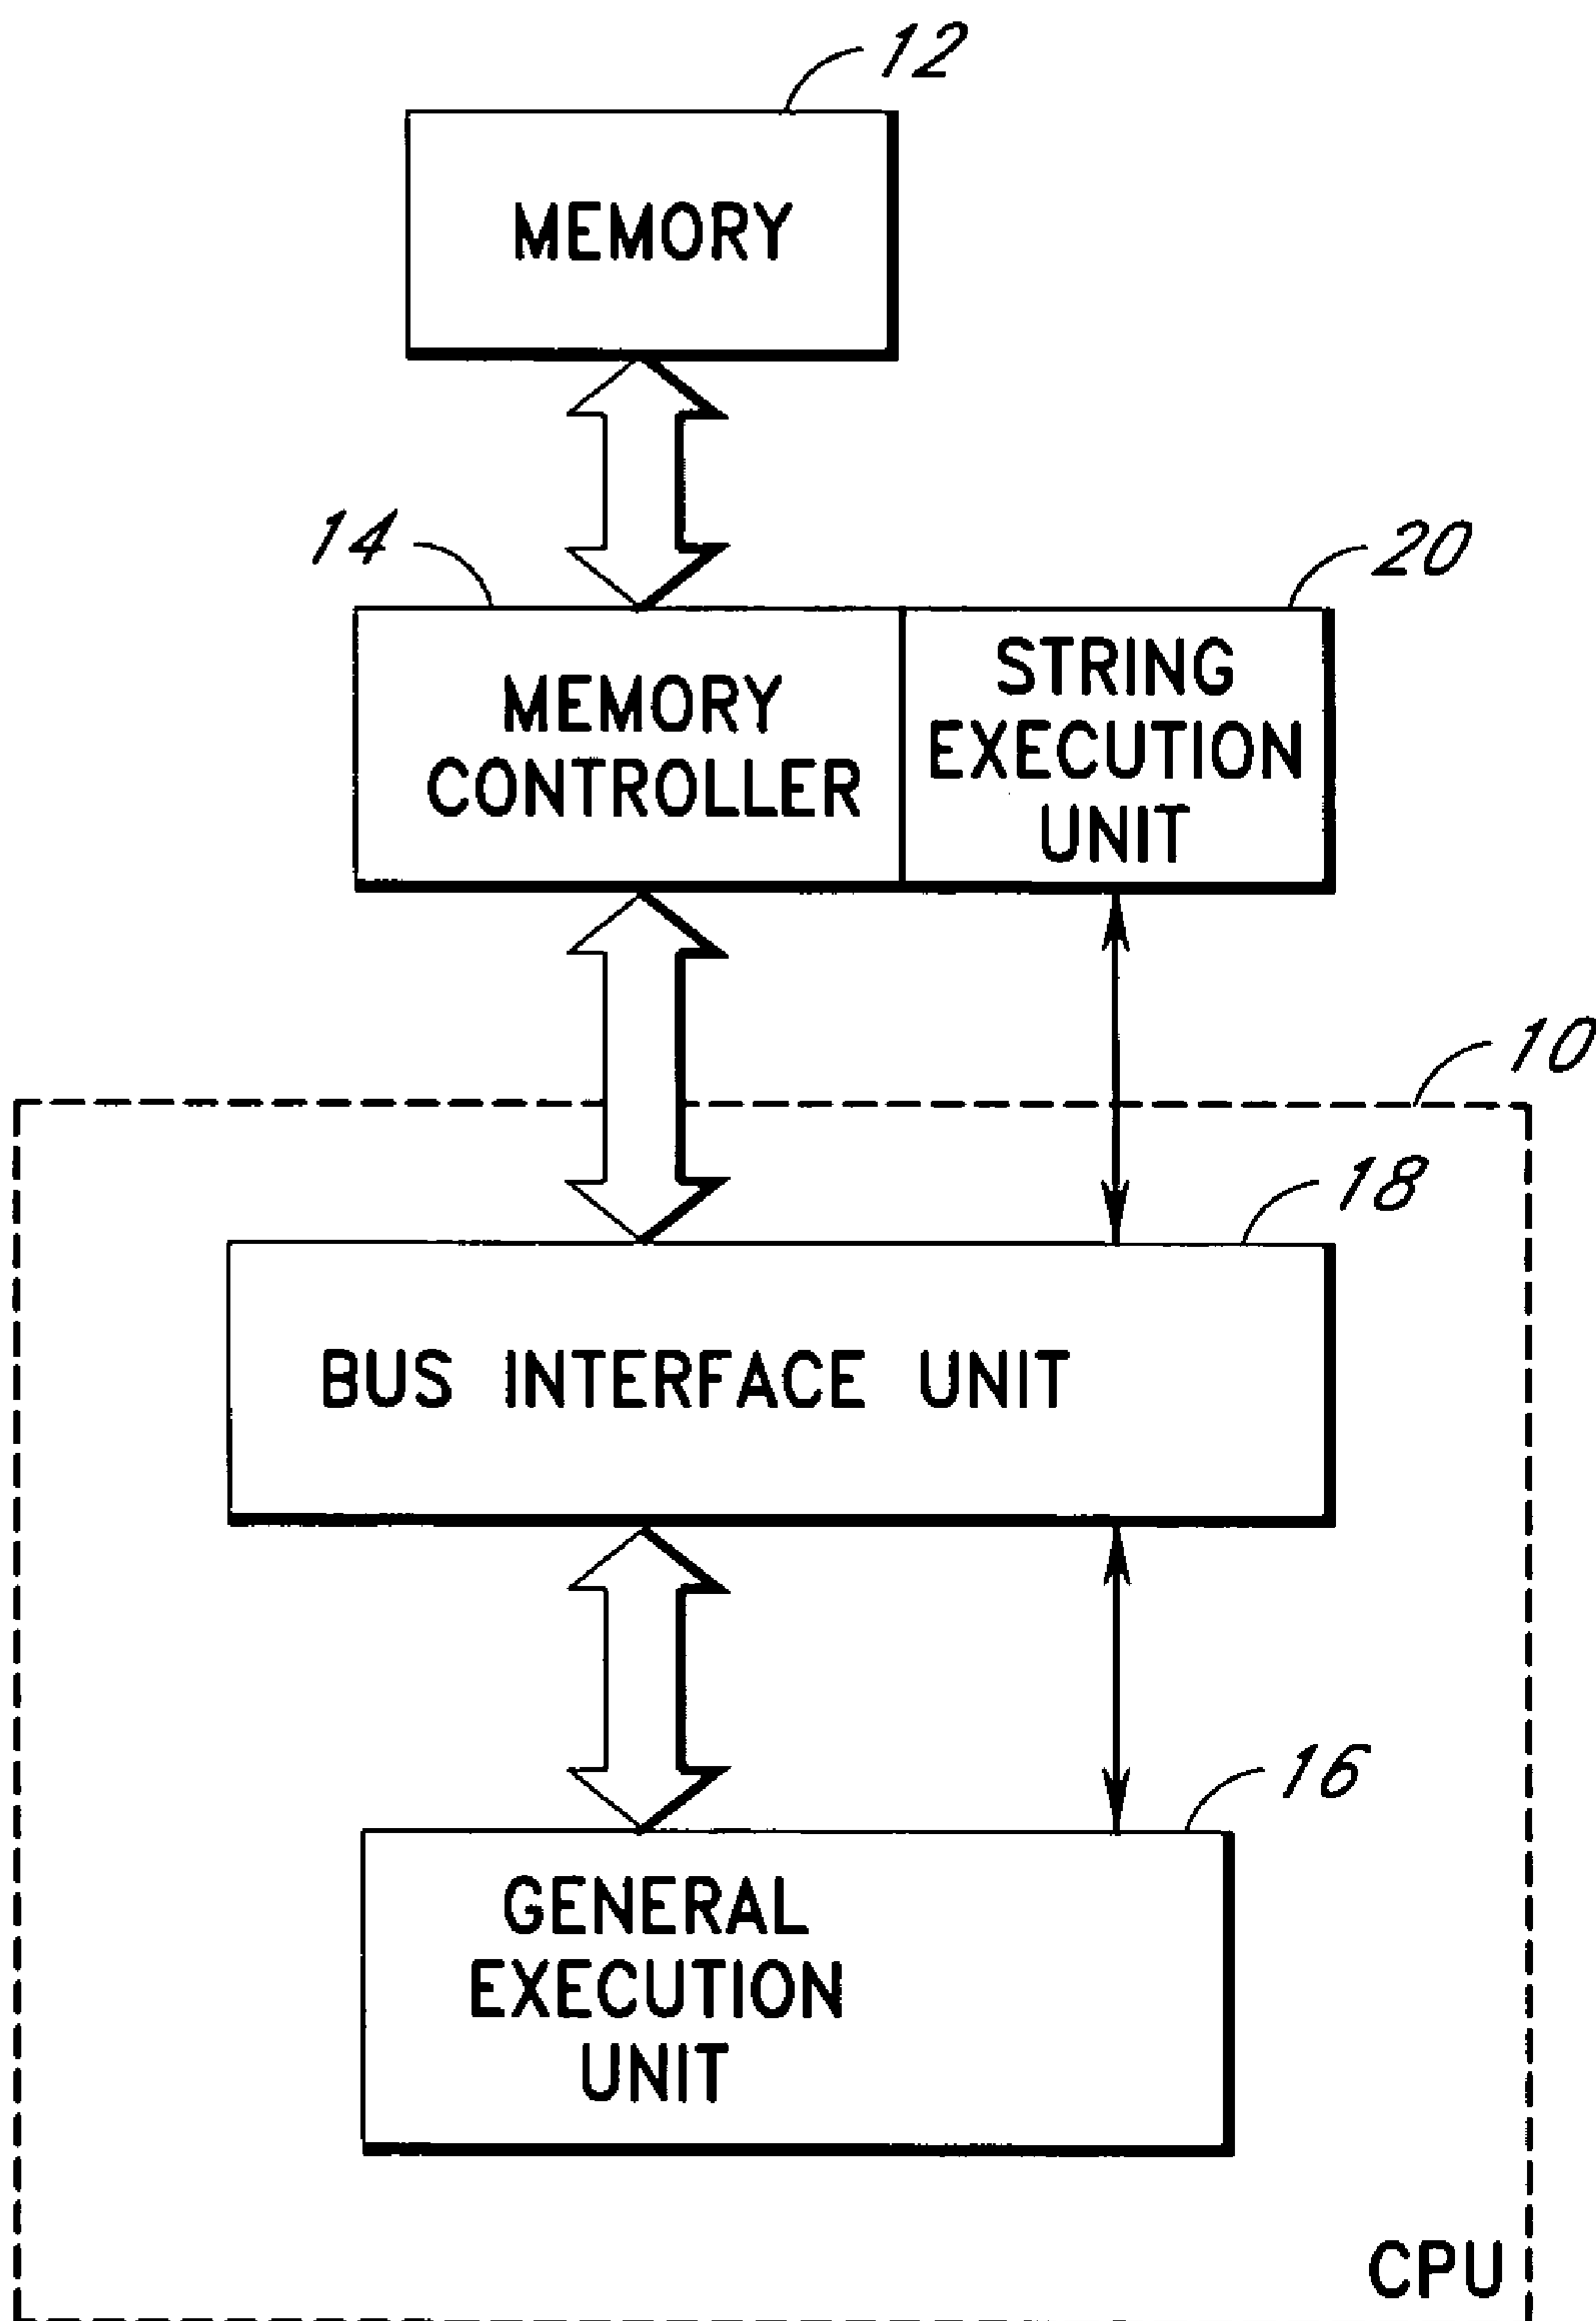 12
MEMORY
14
20
MEMORY
CONTROLLER
STRING
EXECUTION
UNIT
10
18
BUS INTERFACE UNIT
16
GENERAL
EXECUTION
UNIT
CPU